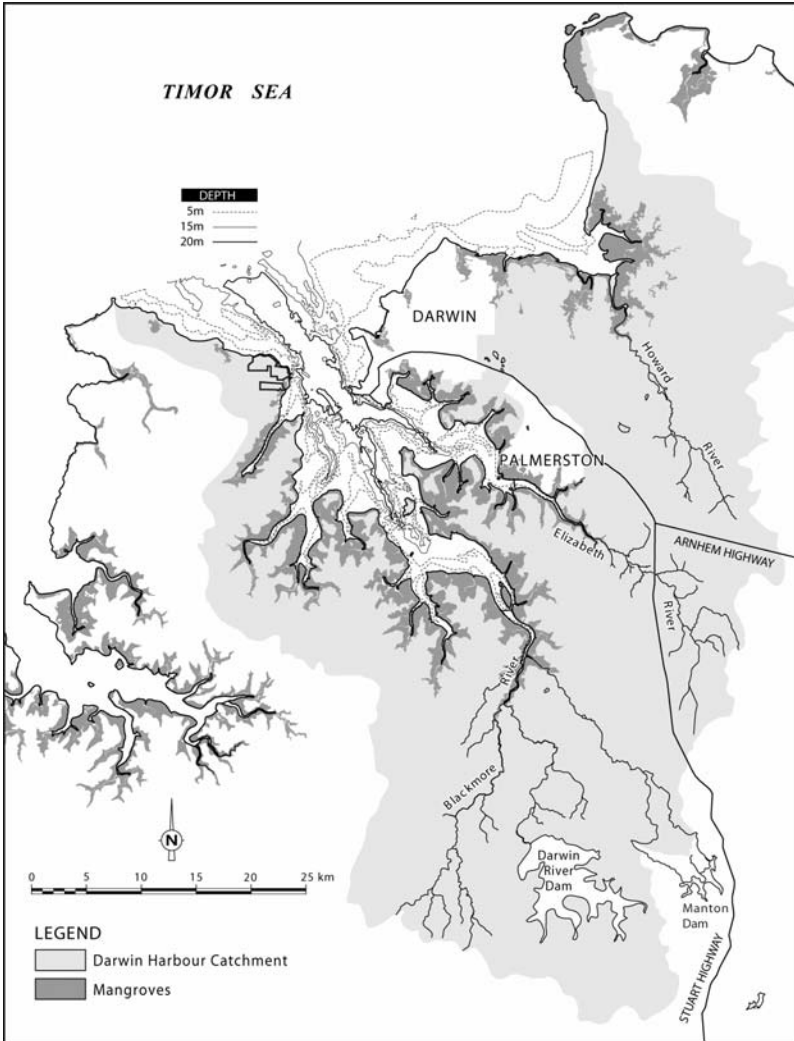 TIMOR SEA
DEPTH
5m
15m
20m
DARWIN
Howard
River
PALMERSTON
Elizabeth
River
ARNHEM HIGHWAY
River
Blackmore
Darwin
River
Dam
Manton
Dam
STUART HIGHWAY
N
0 5 10 15 20 25 km
LEGEND
Darwin Harbour Catchment
Mangroves